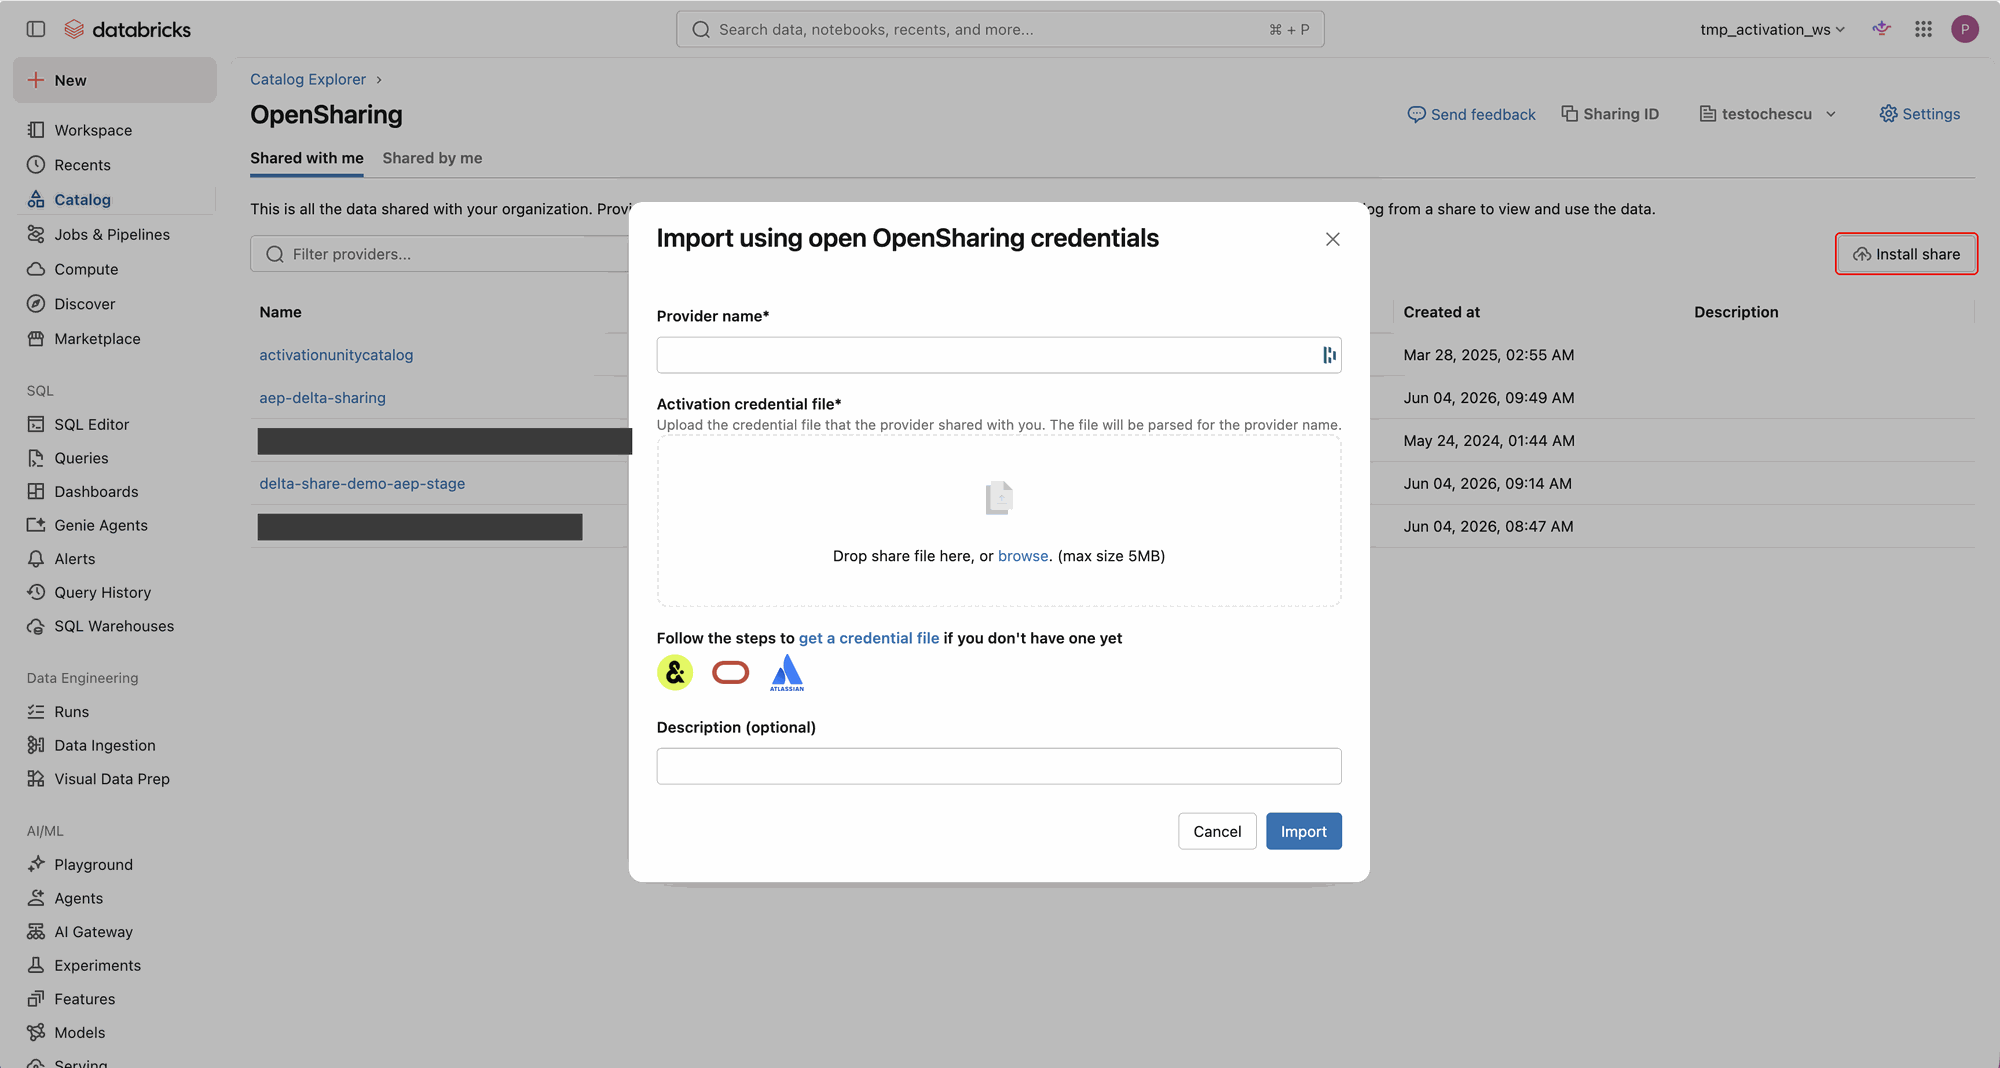 databricks
Search data, notebooks, recents, and more...
⌘ + P
tmp_activation_ws
P
New
Workspace
Recents
Catalog
Jobs & Pipelines
Compute
Discover
Marketplace
SQL
SQL Editor
Queries
Dashboards
Genie Agents
Alerts
Query History
SQL Warehouses
Data Engineering
Runs
Data Ingestion
Visual Data Prep
AI/ML
Playground
Agents
AI Gateway
Experiments
Features
Models
Serving
Catalog Explorer
OpenSharing
Send feedback
Sharing ID
testochescu
Settings
Shared with me
Shared by me
This is all the data shared with your organization. from a share to view and use the data.
Filter providers...
Install share
Name
Created at
Description
activationunitycatalog
Mar 28, 2025, 02:55 AM
aep-delta-sharing
Jun 04, 2026, 09:49 AM
May 24, 2024, 01:44 AM
delta-share-demo-aep-stage
Jun 04, 2026, 09:14 AM
Jun 04, 2026, 08:47 AM
Import using open OpenSharing credentials
Provider name*
Activation credential file*
Upload the credential file that the provider shared with you. The file will be parsed for the provider name.
Drop share file here, or browse. (max size 5MB)
Follow the steps to get a credential file if you don't have one yet
&
ATLASSIAN
Description (optional)
Cancel
Import